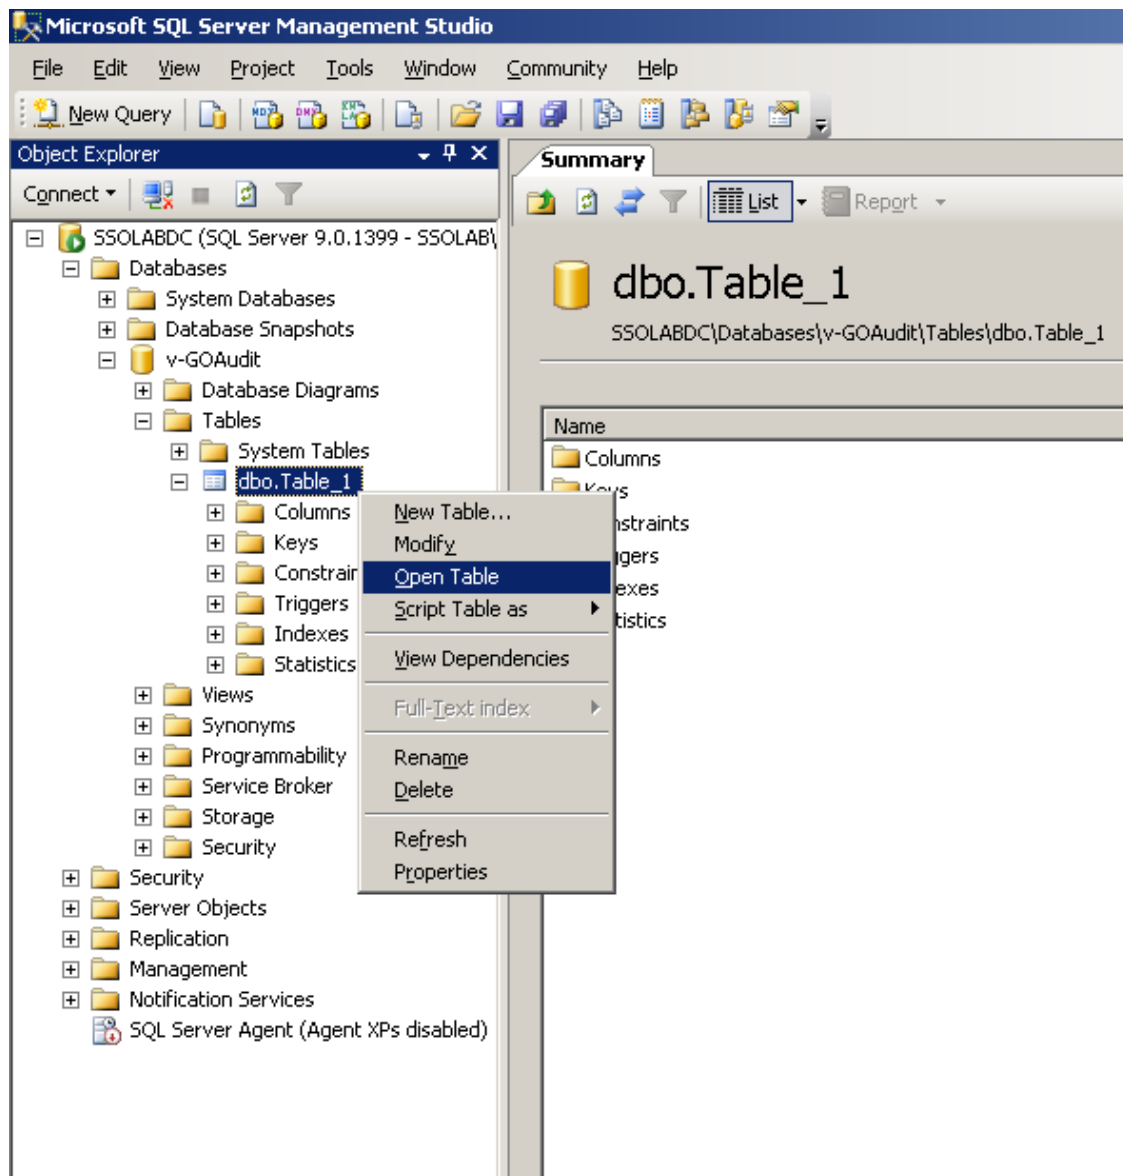 Microsoft SQL Server Management Studio
File Edit View Project Tools Window Community Help
New Query
Object Explorer
Connect
SSOLABDC (SQL Server 9.0.1399 - SSOLAB\
Databases
System Databases
Database Snapshots
v-GOAudit
Database Diagrams
Tables
System Tables
dbo.Table_1
Columns
Keys
Constrain
Triggers
Indexes
Statistics
Views
Synonyms
Programmability
Service Broker
Storage
Security
Security
Server Objects
Replication
Management
Notification Services
SQL Server Agent (Agent XPs disabled)
New Table...
Modify
Open Table
Script Table as
View Dependencies
Full-Text index
Rename
Delete
Refresh
Properties
Summary
List Report
dbo.Table_1
SSOLABDC\Databases\v-GOAudit\Tables\dbo.Table_1
Name
Columns
Keys
nstraints
gers
exes
tistics